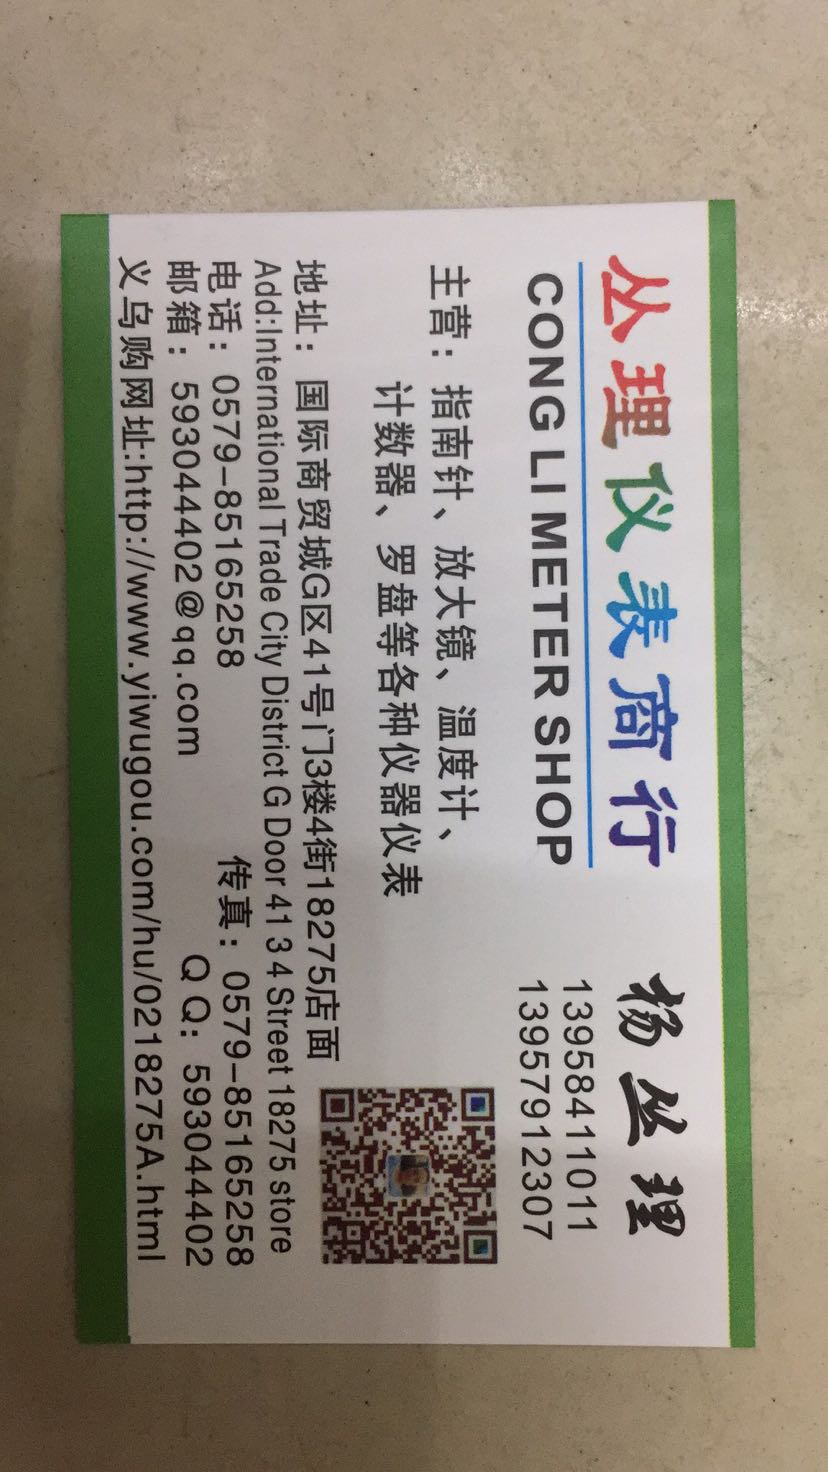 丛理仪表商行
CONG LI METER SHOP
杨丛理
13958411011
13957912307
主营：指南针、放大镜、温度计、
计数器、罗盘等各种仪器仪表
地址：国际商贸城G区41号门3楼4街18275店面
Add:International Trade City District G Door 41 3 4 Street 18275 store
电话：0579-85165258 传真：0579-85165258
邮箱：593044402@qq.com QQ：593044402
义乌购网址:http://www.yiwugou.com/hu/0218275A.html